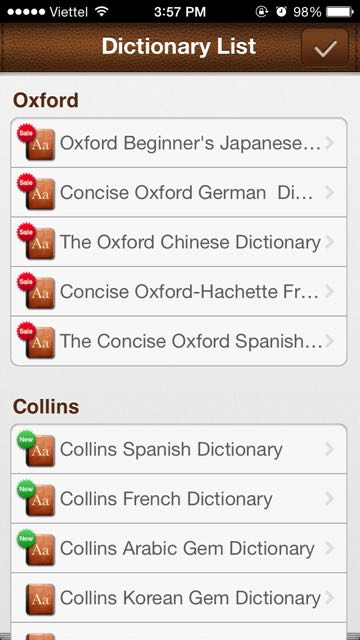 Viettel 3:57 PM 98%
Dictionary List
Oxford
Sale
Aa Oxford Beginner's Japanese...
Sale
Aa Concise Oxford German Di...
Sale
Aa The Oxford Chinese Dictionary
Sale
Aa Concise Oxford-Hachette Fr...
Sale
Aa The Concise Oxford Spanish...
Collins
New
Aa Collins Spanish Dictionary
New
Aa Collins French Dictionary
New
Aa Collins Arabic Gem Dictionary
Aa Collins Korean Gem Dictionary